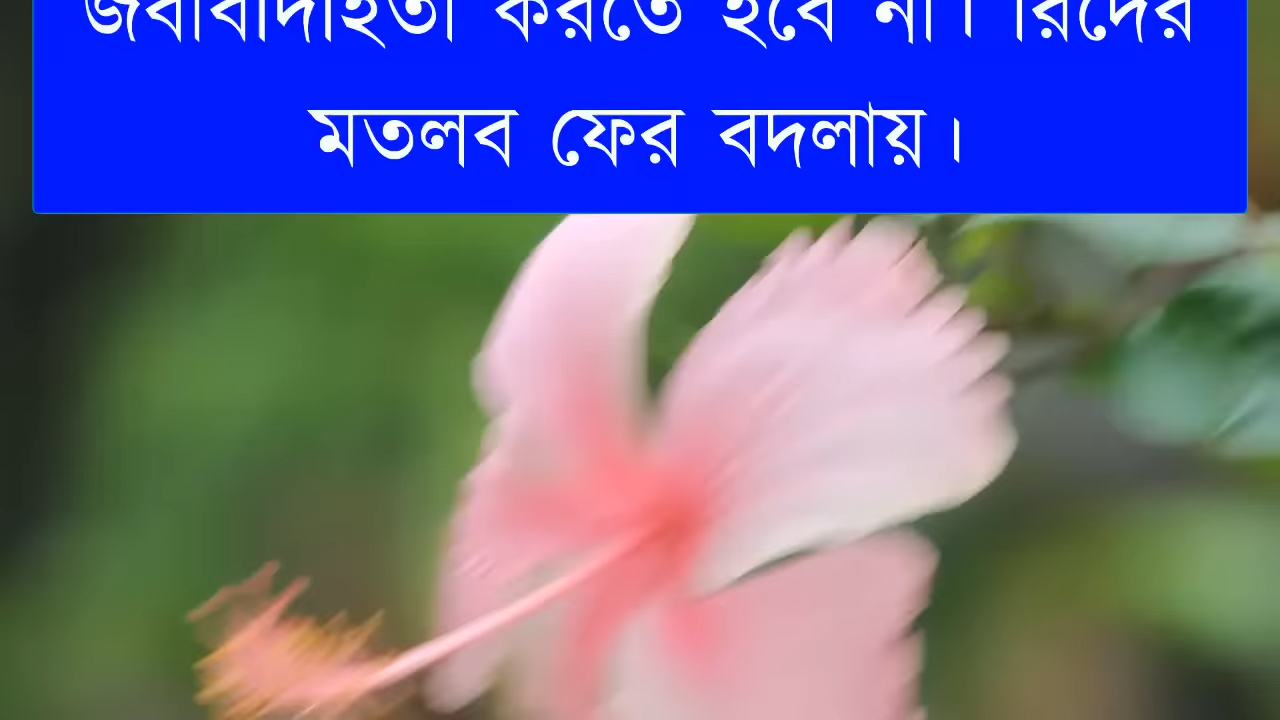 জবাবদিহিতা করতে হবে না। রিদের
মতলব ফের বদলায়।